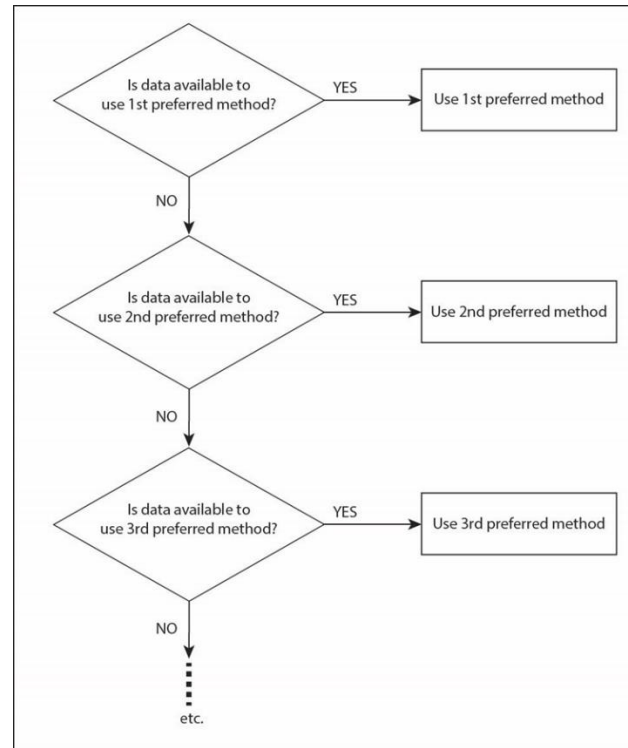 Is data available to
use 1st preferred method?
YES
Use 1st preferred method
NO
Is data available to
use 2nd preferred method?
YES
Use 2nd preferred method
NO
Is data available to
use 3rd preferred method?
YES
Use 3rd preferred method
NO
etc.